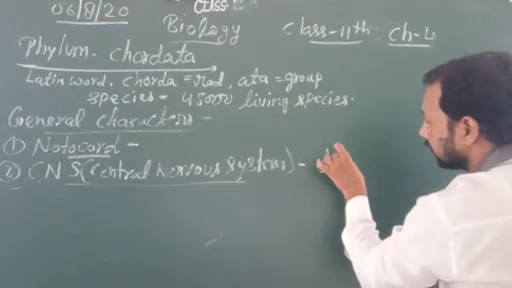 06/8/20 class
Biology class-11th ch-4
Phylum- chordata
Latin word, chorda = rod, ata = group
species - 45000 living species.
General characters -
① Notocord -
② CNS (Central nervous system) -